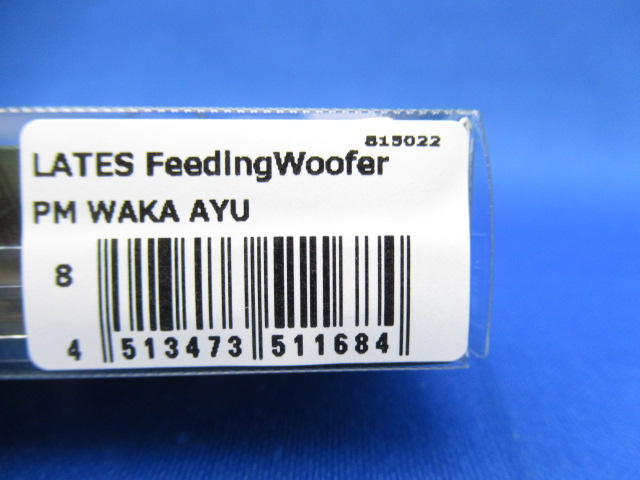 815022
LATES FeedingWoofer
PM WAKA AYU
8
4 513473 511684